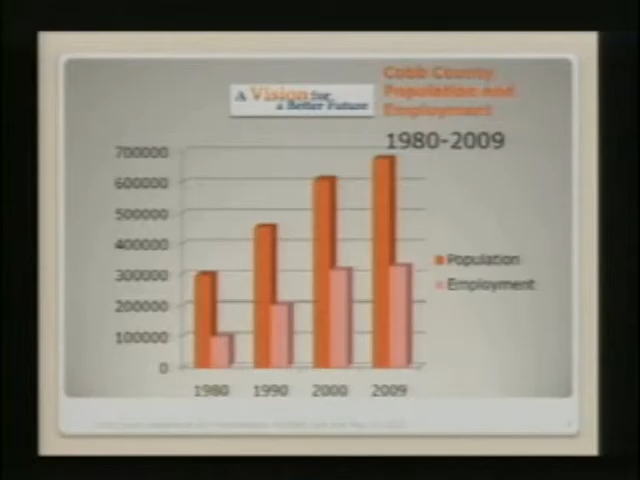 A Vision for
a Better Future
Cobb County
Population and
Employment
1980-2009
700000
600000
500000
400000
300000
200000
100000
0
1980 1990 2000 2009
Population
Employment